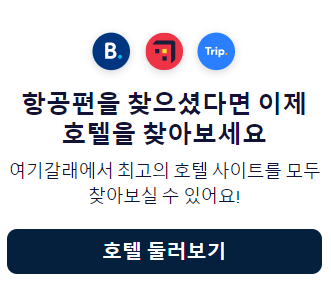 B.
Trip.
항공편을 찾으셨다면 이제
호텔을 찾아보세요
여기갈래에서 최고의 호텔 사이트를 모두
찾아보실 수 있어요!
호텔 둘러보기